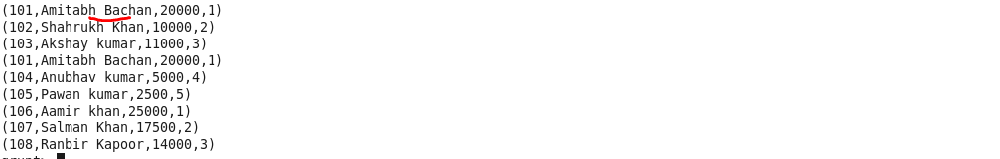 (101,Amitabh Bachan,20000,1)
(102,Shahrukh Khan,10000,2)
(103,Akshay kumar,11000,3)
(101,Amitabh Bachan,20000,1)
(104,Anubhav kumar,5000,4)
(105,Pawan kumar,2500,5)
(106,Aamir khan,25000,1)
(107,Salman Khan,17500,2)
(108,Ranbir Kapoor,14000,3)